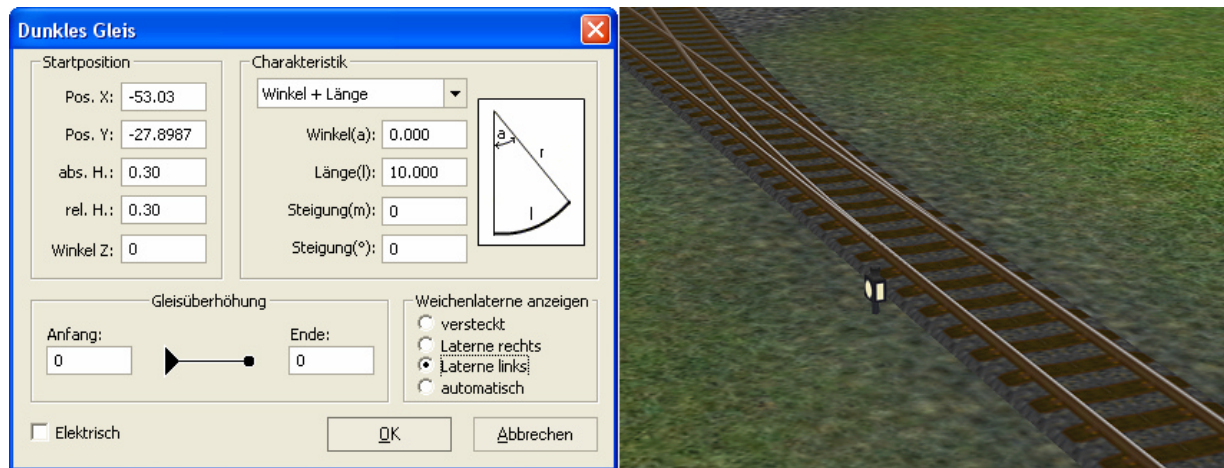 Dunkles Gleis
Startposition
Pos. X: -53.03
Pos. Y: -27.8987
abs. H.: 0.30
rel. H.: 0.30
Winkel Z: 0
Charakteristik
Winkel + Länge
Winkel(a): 0.000
Länge(l): 10.000
Steigung(m): 0
Steigung(°): 0
a
r
l
Gleisüberhöhung
Anfang:
0
Ende:
0
Weichenlaterne anzeigen
versteckt
Laterne rechts
Laterne links
automatisch
Elektrisch
OK
Abbrechen